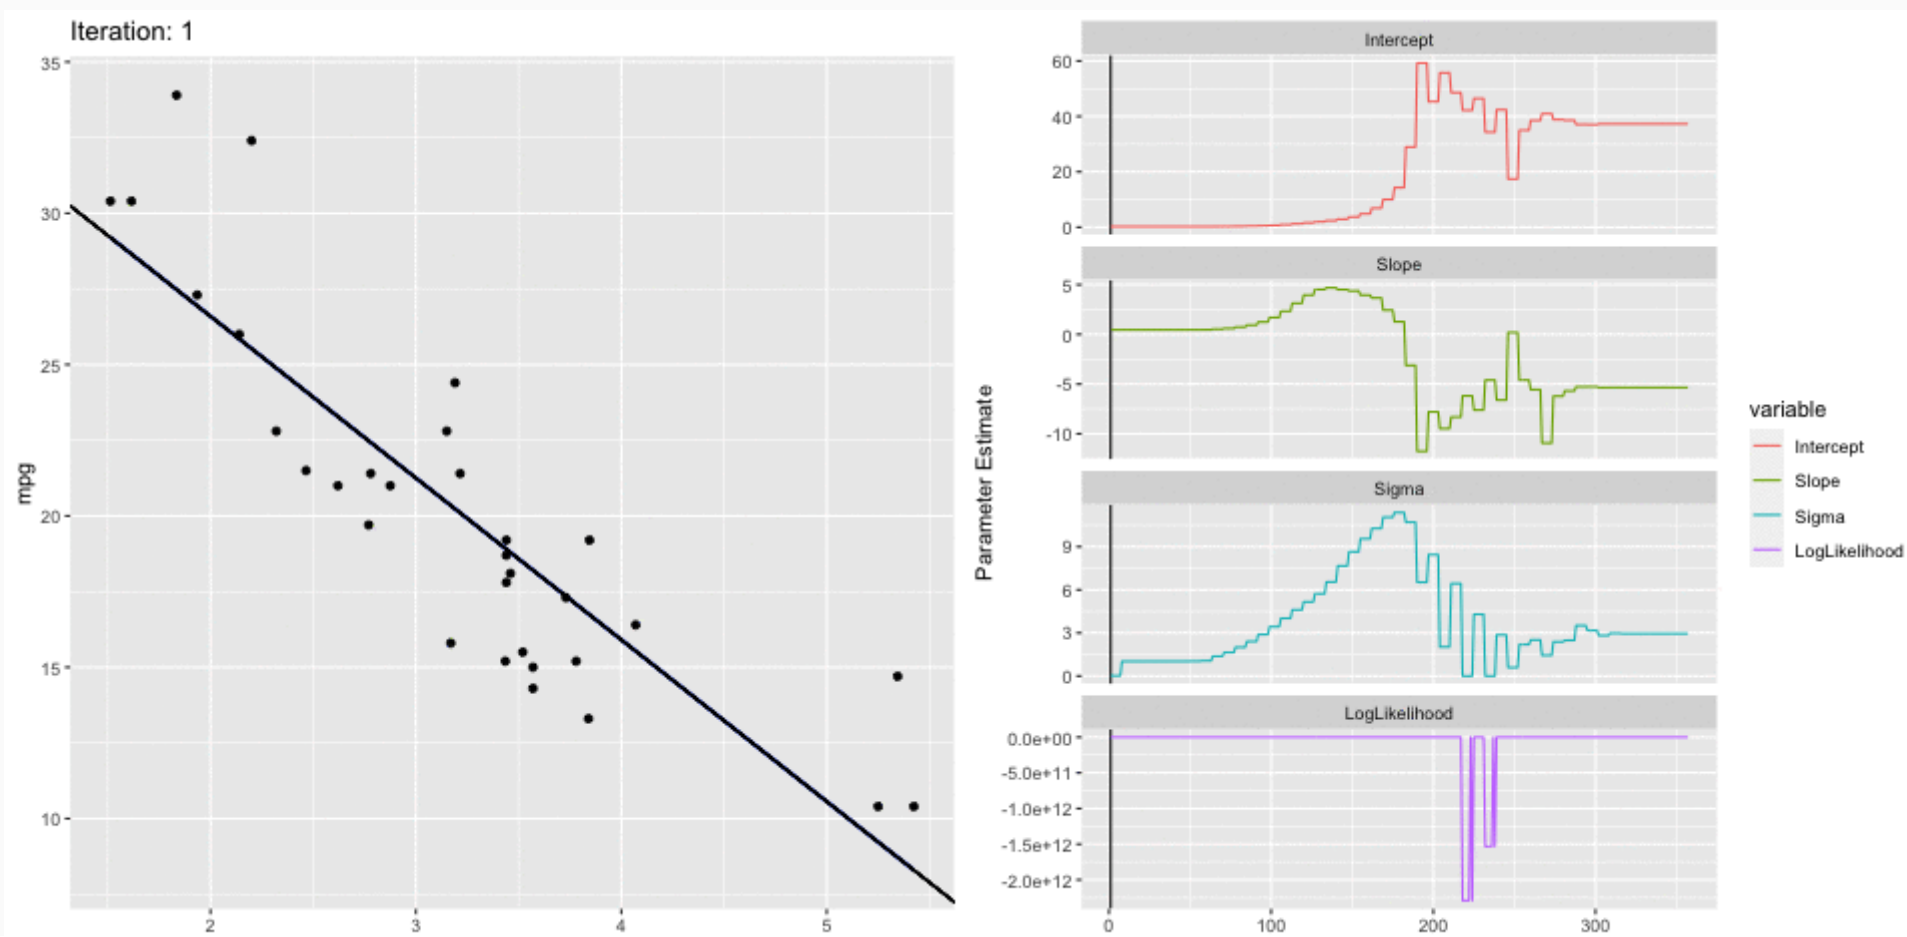 Iteration: 1
35
30
25
20
15
10
mpg
2 3 4 5
Parameter Estimate
Intercept
60
40
20
0
Slope
5
0
-5
-10
Sigma
9
6
3
0
LogLikelihood
0.0e+00
-5.0e+11
-1.0e+12
-1.5e+12
-2.0e+12
0 100 200 300
variable
Intercept
Slope
Sigma
LogLikelihood